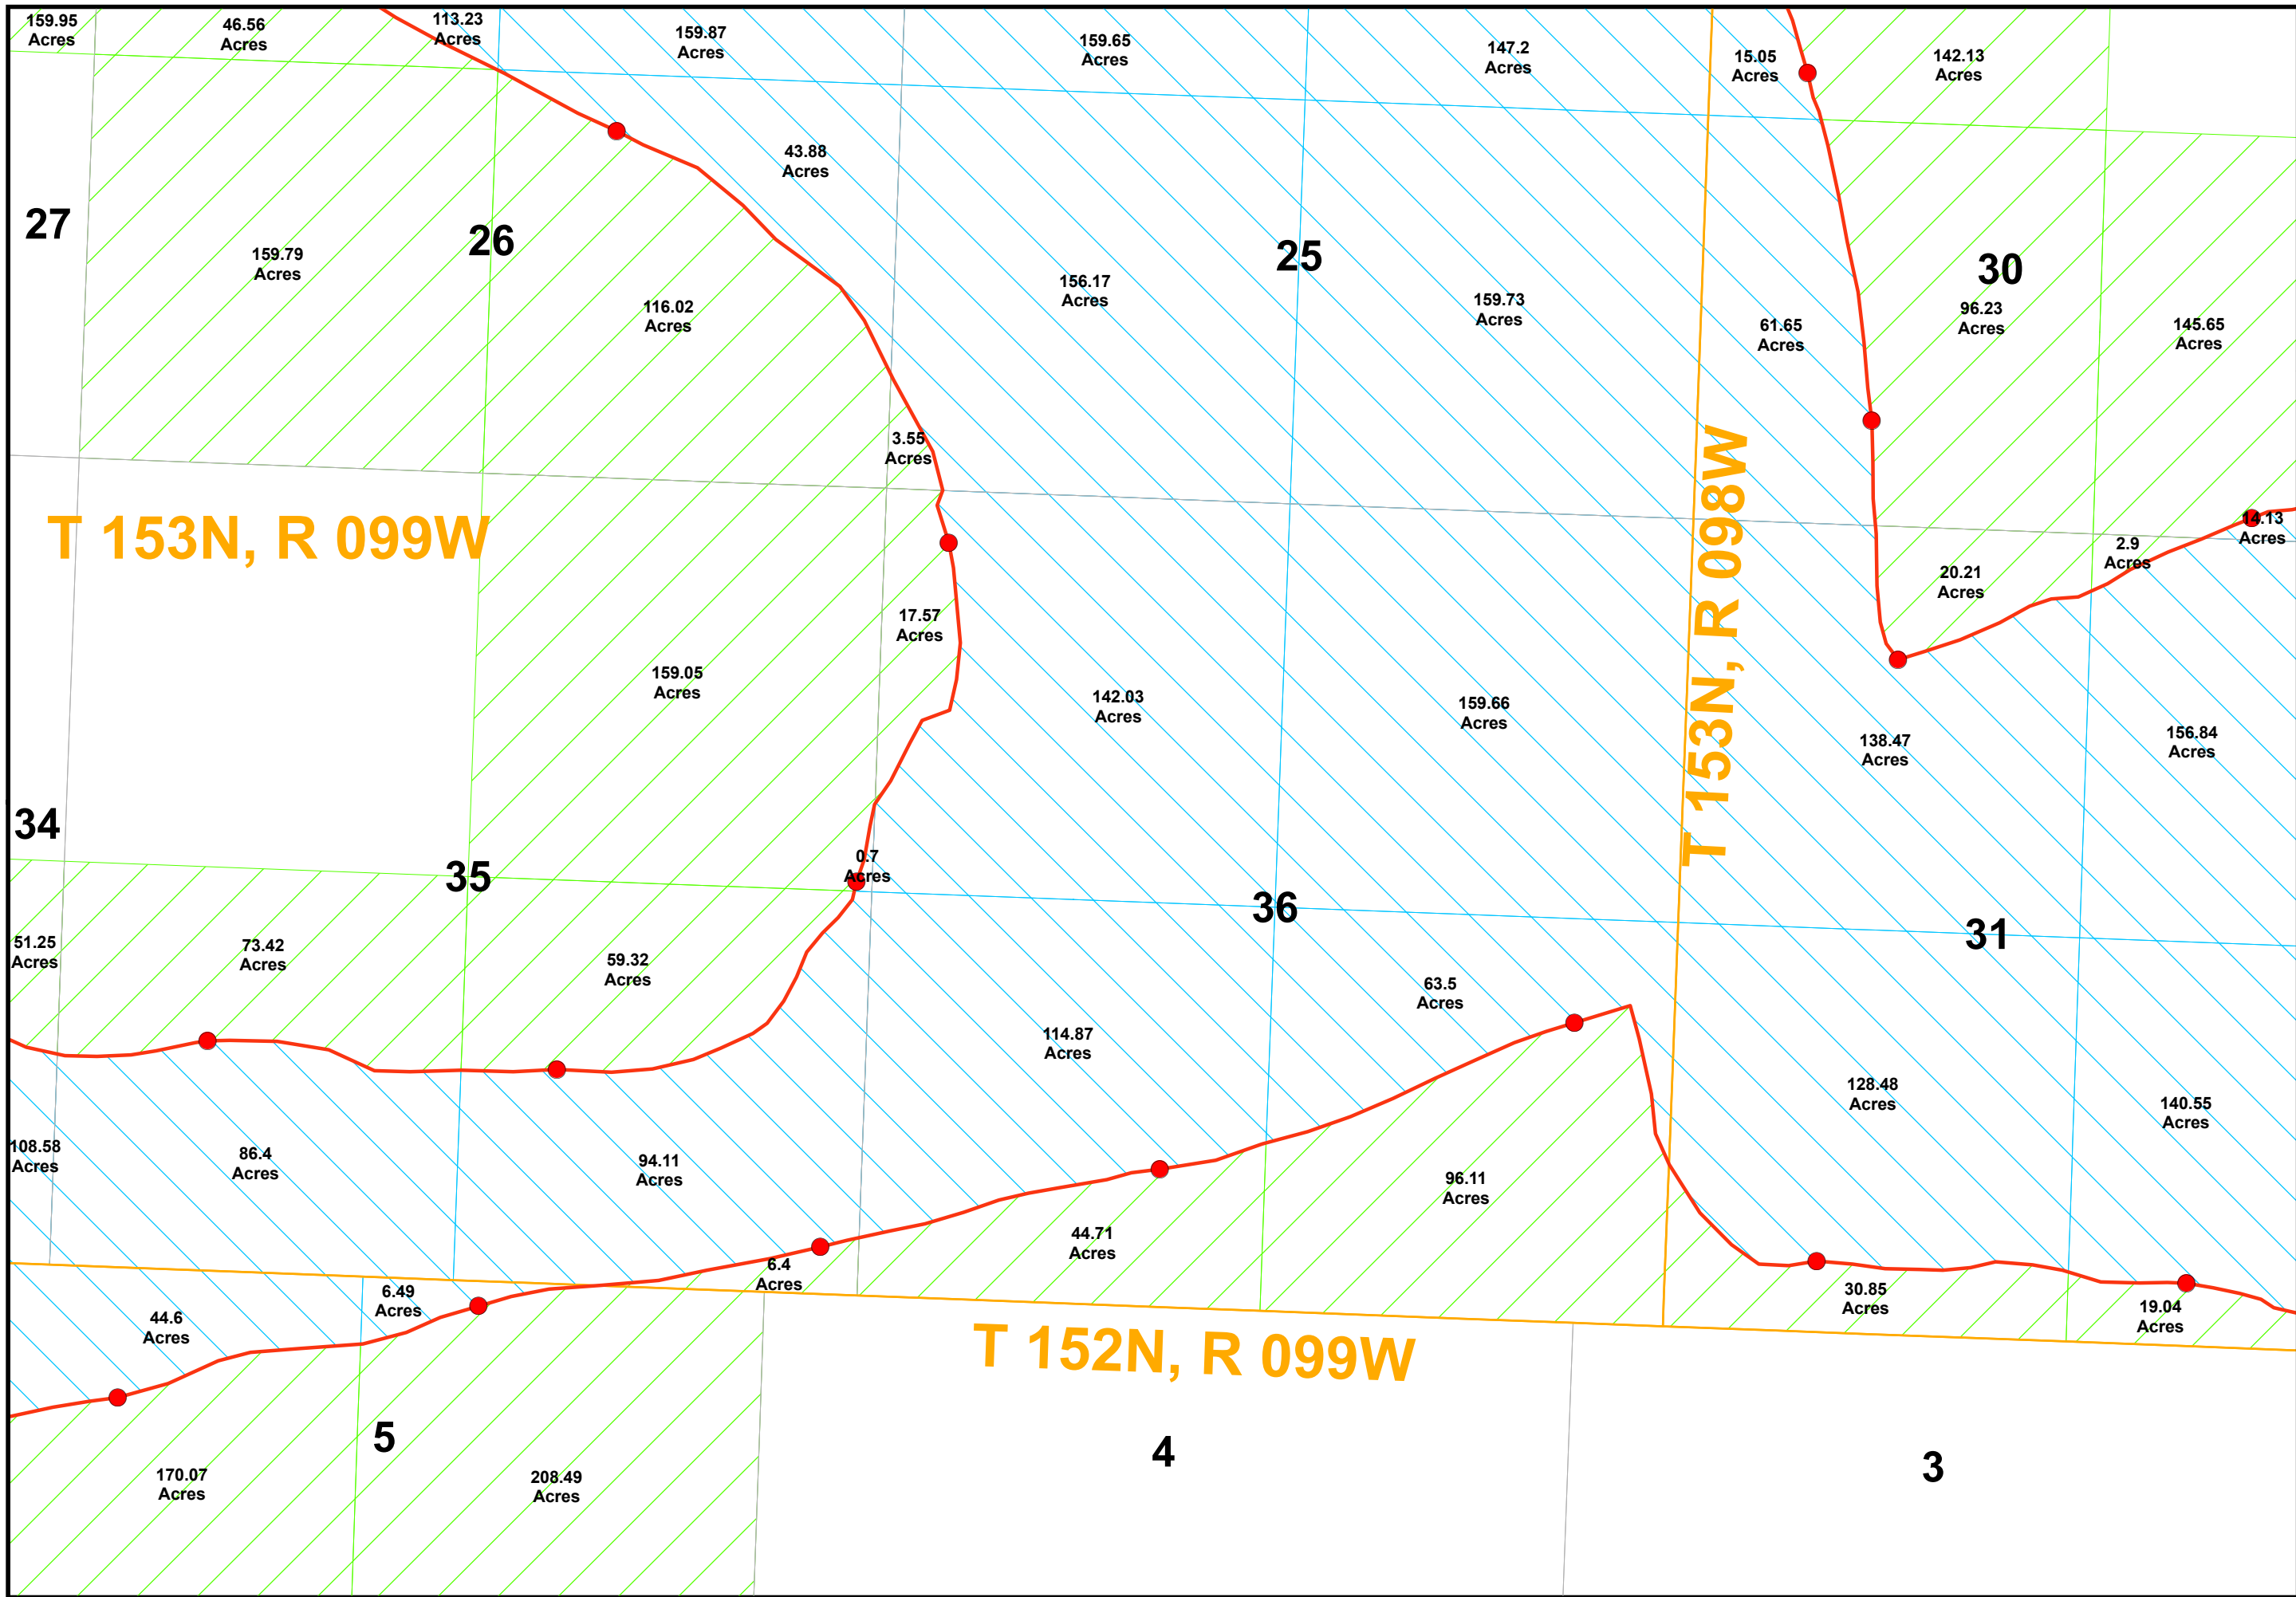 159.95
Acres
46.56
Acres
113.23
Acres
159.87
Acres
159.65
Acres
147.2
Acres
15.05
Acres
142.13
Acres
43.88
Acres
27
26
25
30
159.79
Acres
116.02
Acres
156.17
Acres
159.73
Acres
61.65
Acres
96.23
Acres
145.65
Acres
3.55
Acres
T 153N, R 099W
T 153N, R 098W
14.13
Acres
2.9
Acres
20.21
Acres
17.57
Acres
159.05
Acres
142.03
Acres
159.66
Acres
138.47
Acres
156.84
Acres
34
35
0.7
Acres
36
31
51.25
Acres
73.42
Acres
59.32
Acres
63.5
Acres
114.87
Acres
128.48
Acres
140.55
Acres
108.58
Acres
86.4
Acres
94.11
Acres
96.11
Acres
44.71
Acres
6.4
Acres
6.49
Acres
44.6
Acres
30.85
Acres
19.04
Acres
T 152N, R 099W
5
4
3
170.07
Acres
208.49
Acres